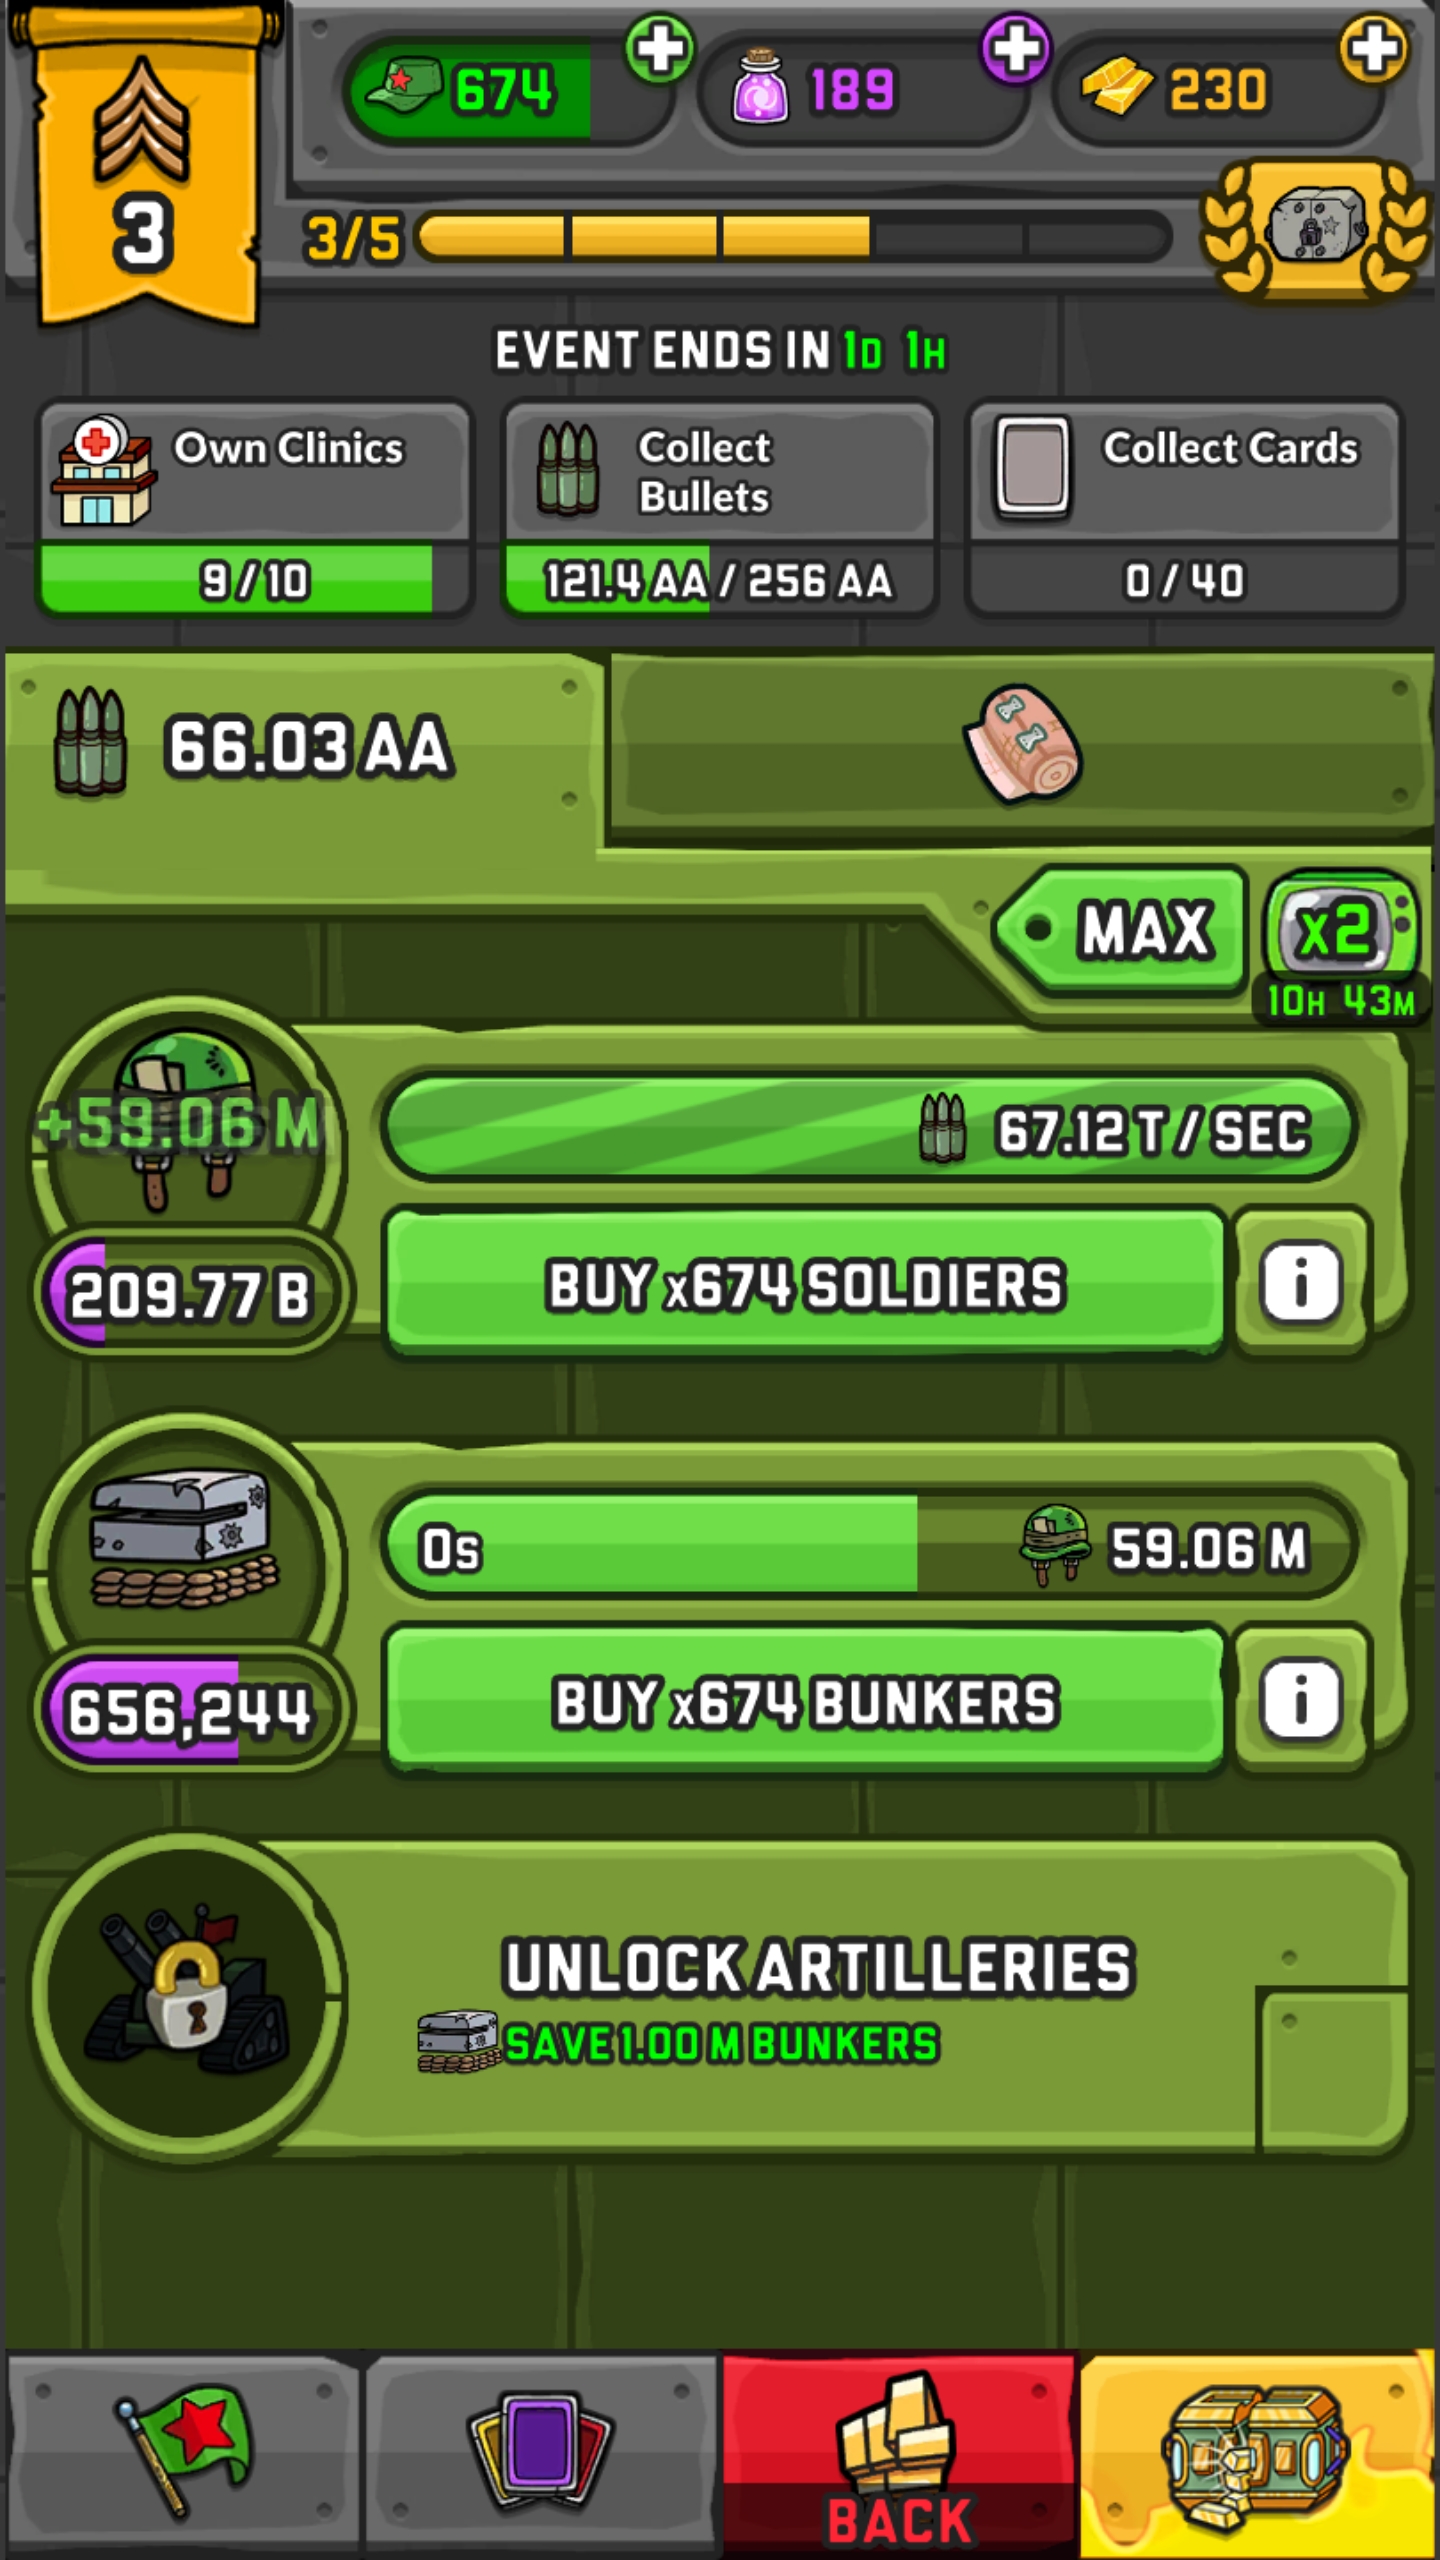 3
674
189
230
3/5
EVENT ENDS IN 1D 1H
Own Clinics
9 / 10
Collect
Bullets
121.4 AA / 256 AA
Collect Cards
0 / 40
66.03 AA
MAX
x2
10H 43M
+59.06 M
67.12 T / SEC
209.77 B
BUY x674 SOLDIERS
i
0s
59.06 M
656,244
BUY x674 BUNKERS
i
UNLOCK ARTILLERIES
SAVE 1.00 M BUNKERS
BACK